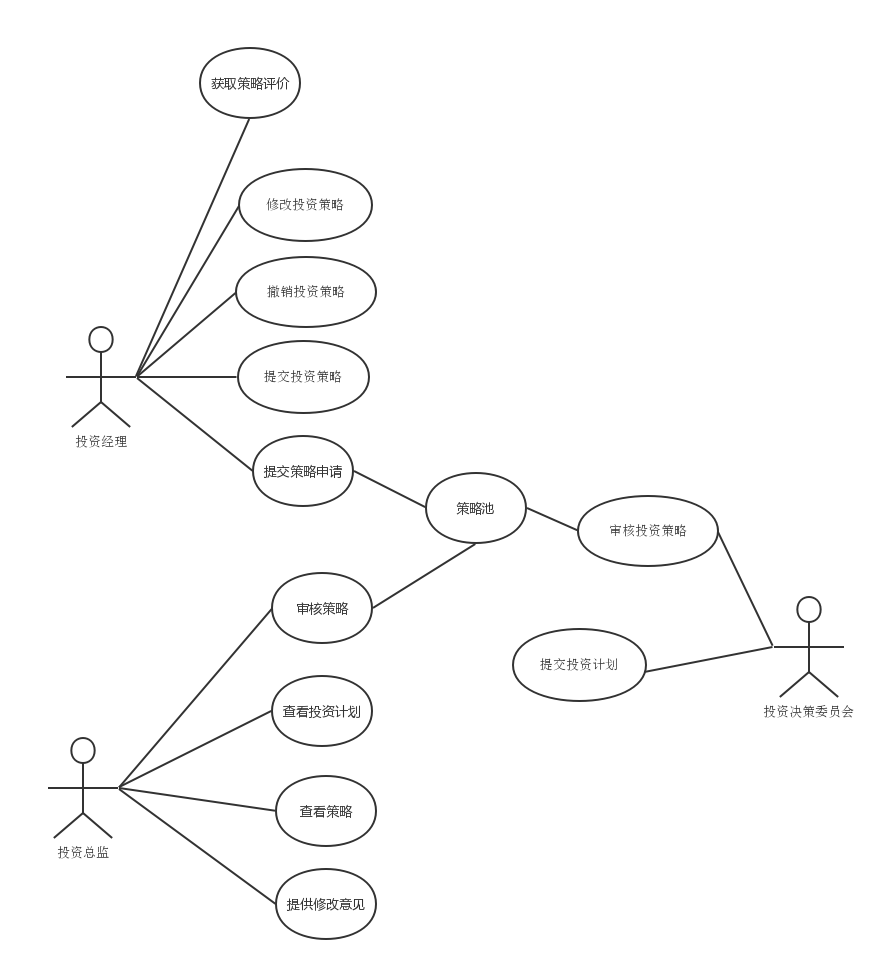 获取策略评价
修改投资策略
撤销投资策略
提交投资策略
投资经理
提交策略申请
策略池
审核投资策略
审核策略
提交投资计划
查看投资计划
投资决策委员会
查看策略
投资总监
提供修改意见